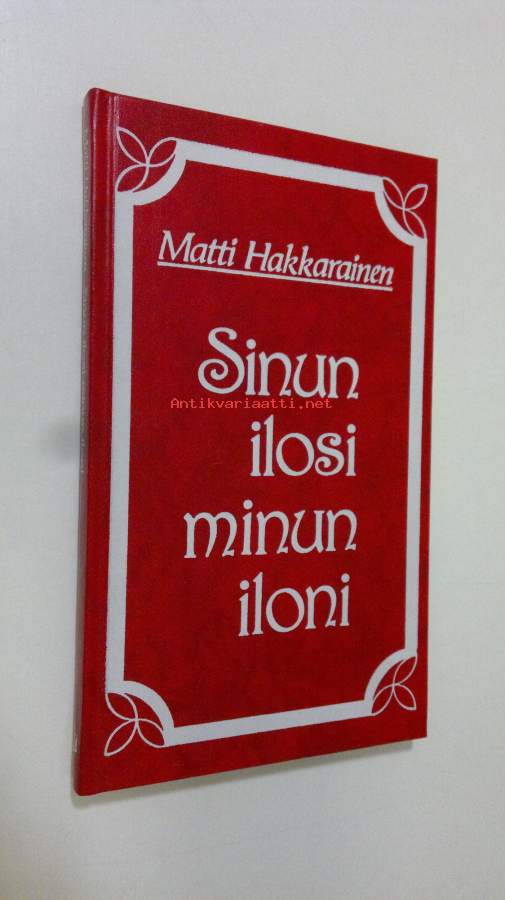 Matti Hakkarainen
Sinun
Antikvariaatti.net
ilosi
minun
iloni